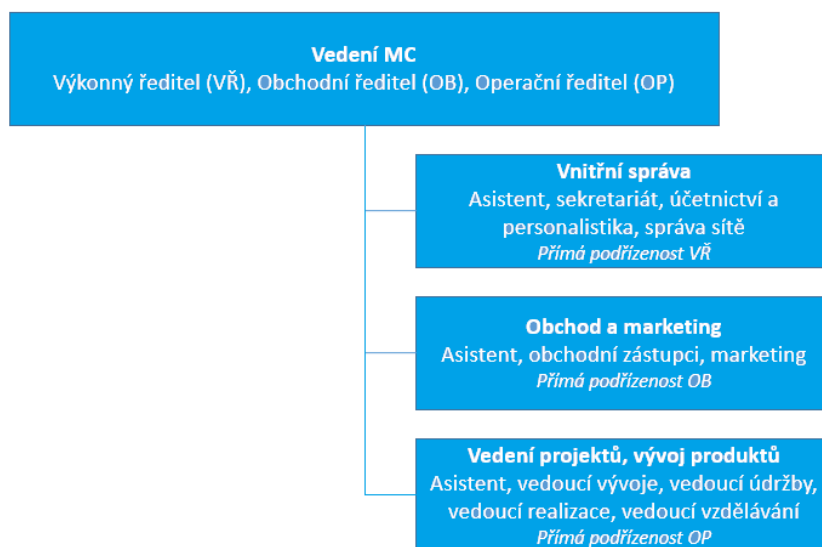 Vedení MC
Výkonný ředitel (VŘ), Obchodní ředitel (OB), Operační ředitel (OP)
Vnitřní správa
Asistent, sekretariát, účetnictví a
personalistika, správa sítě
Přímá podřízenost VŘ
Obchod a marketing
Asistent, obchodní zástupci, marketing
Přímá podřízenost OB
Vedení projektů, vývoj produktů
Asistent, vedoucí vývoje, vedoucí údržby,
vedoucí realizace, vedoucí vzdělávání
Přímá podřízenost OP